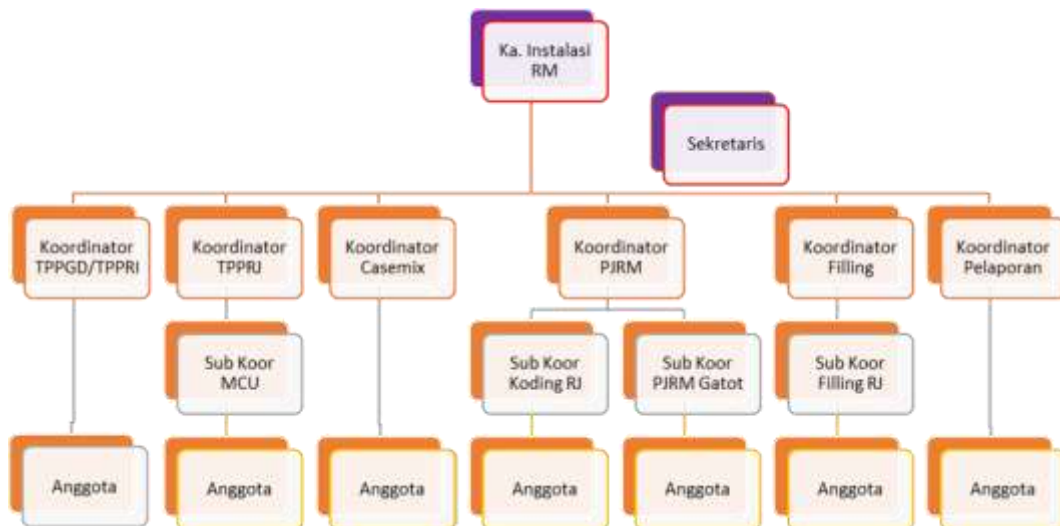 Ka. Instalasi
RM
Sekretaris
Koordinator
TPPGD/TPPRI
Koordinator
TPPRJ
Koordinator
Casemix
Koordinator
PJRM
Koordinator
Filling
Koordinator
Pelaporan
Sub Koor
MCU
Sub Koor
Koding RJ
Sub Koor
PJRM Gatot
Sub Koor
Filling RJ
Anggota
Anggota
Anggota
Anggota
Anggota
Anggota
Anggota